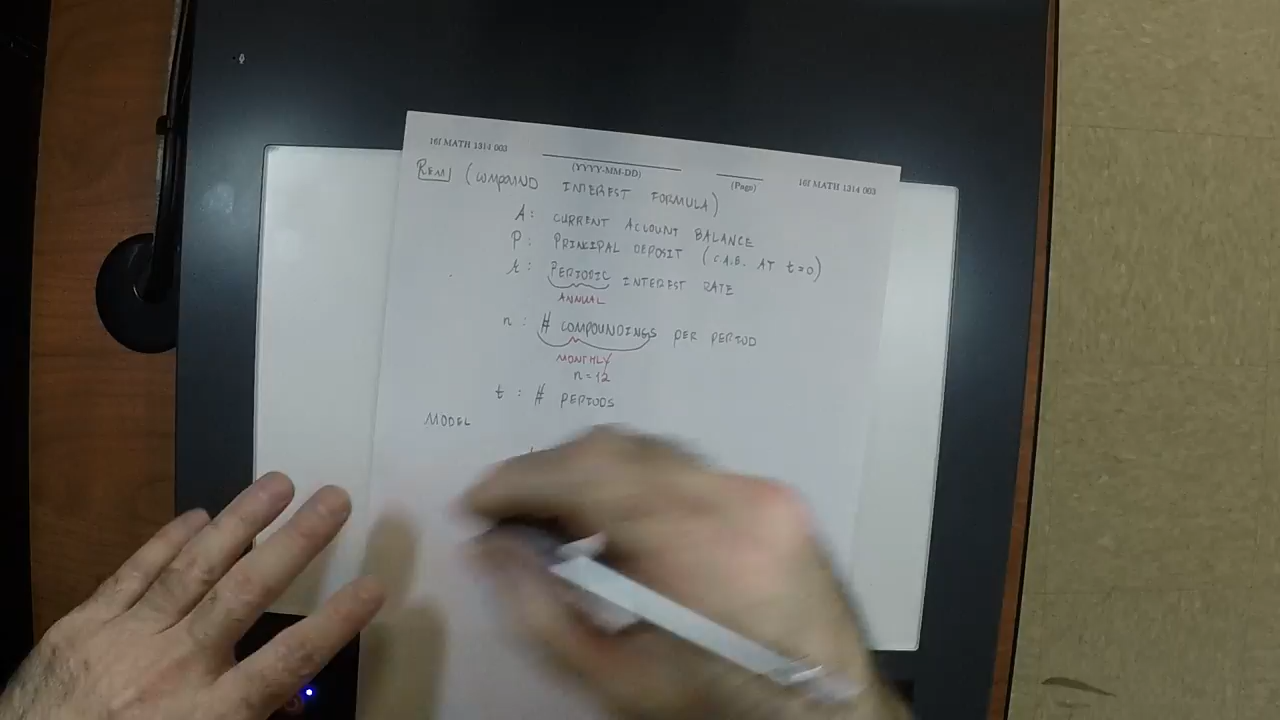 16f MATH 1314 003
(YYYY-MM-DD)
(Page)
16f MATH 1314 003
REM (COMPOUND INTEREST FORMULA)
A: CURRENT ACCOUNT BALANCE
P: PRINCIPAL DEPOSIT (C.A.B. AT t=0)
r: PERIODIC INTEREST RATE
ANNUAL
n: # COMPOUNDINGS PER PERIOD
MONTHLY
n=12
t: # PERIODS
MODEL